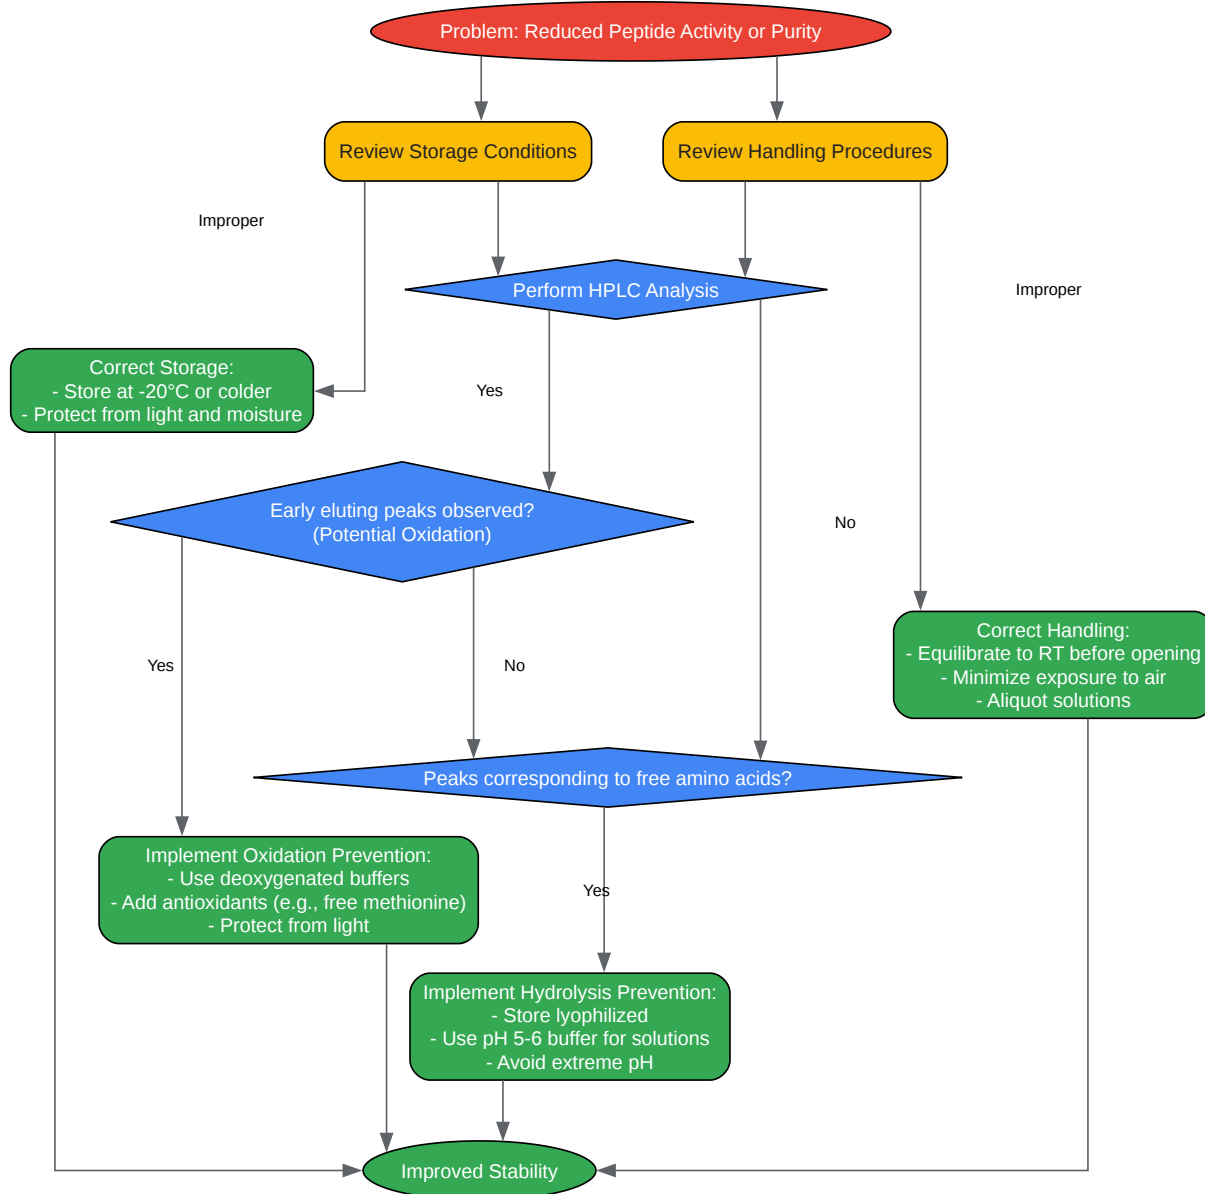 Problem: Reduced Peptide Activity or Purity
Review Storage Conditions
Review Handling Procedures
Improper
Perform HPLC Analysis
Improper
Correct Storage:
- Store at -20°C or colder
- Protect from light and moisture
Yes
Early eluting peaks observed?
(Potential Oxidation)
No
Correct Handling:
- Equilibrate to RT before opening
- Minimize exposure to air
- Aliquot solutions
Yes
No
Peaks corresponding to free amino acids?
Implement Oxidation Prevention:
- Use deoxygenated buffers
- Add antioxidants (e.g., free methionine)
- Protect from light
Yes
Implement Hydrolysis Prevention:
- Store lyophilized
- Use pH 5-6 buffer for solutions
- Avoid extreme pH
Improved Stability